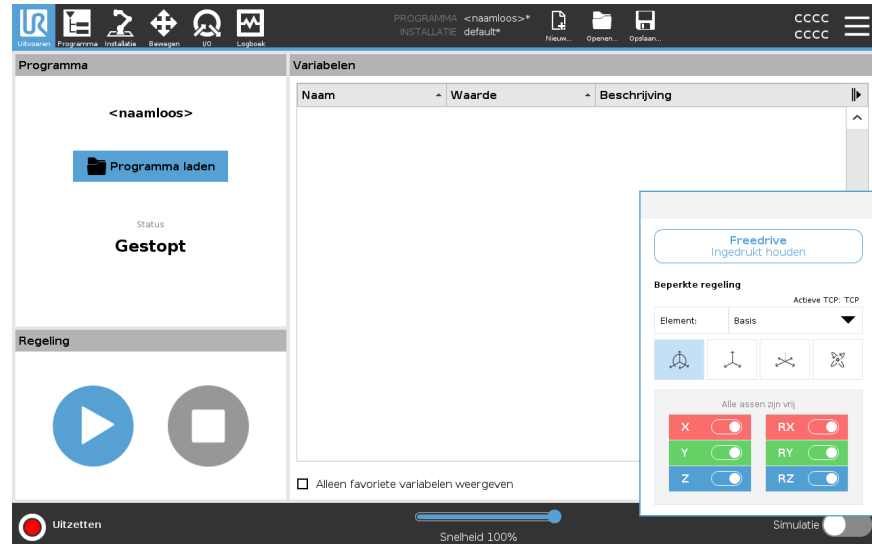 UR
PROGRAMMA <naamloos>*
INSTALLATIE default*
CCCC
CCCC
Uitvoeren Programma Installatie Bewegen I/O Logboek
Nieuw... Openen... Opslaan...
Programma
<naamloos>
Programma laden
Status
Gestopt
Regeling
Variabelen
Naam Waarde Beschrijving
Alleen favoriete variabelen weergeven
Freedrive
Ingedrukt houden
Beperkte regeling
Actieve TCP: TCP
Element: Basis
Alle assen zijn vrij
X RX
Y RY
Z RZ
Uitzetten
Snelheid 100%
Simulatie